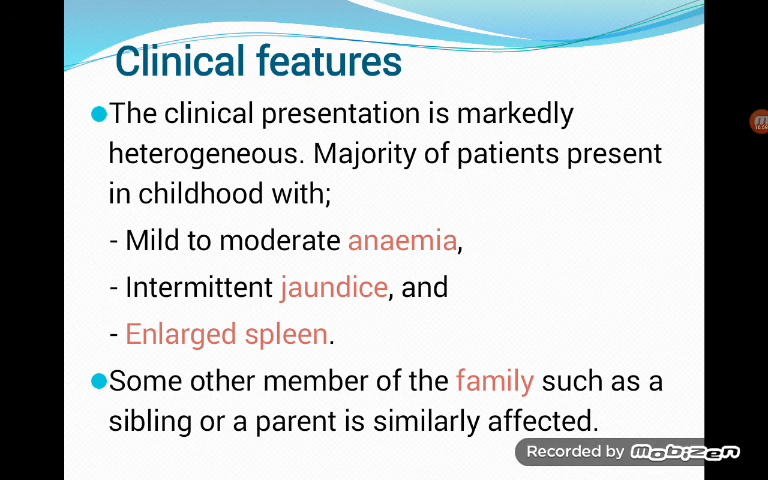 Clinical features
The clinical presentation is markedly
heterogeneous. Majority of patients present
in childhood with;
- Mild to moderate anaemia,
- Intermittent jaundice, and
- Enlarged spleen.
Some other member of the family such as a
sibling or a parent is similarly affected.
Recorded by mobizen